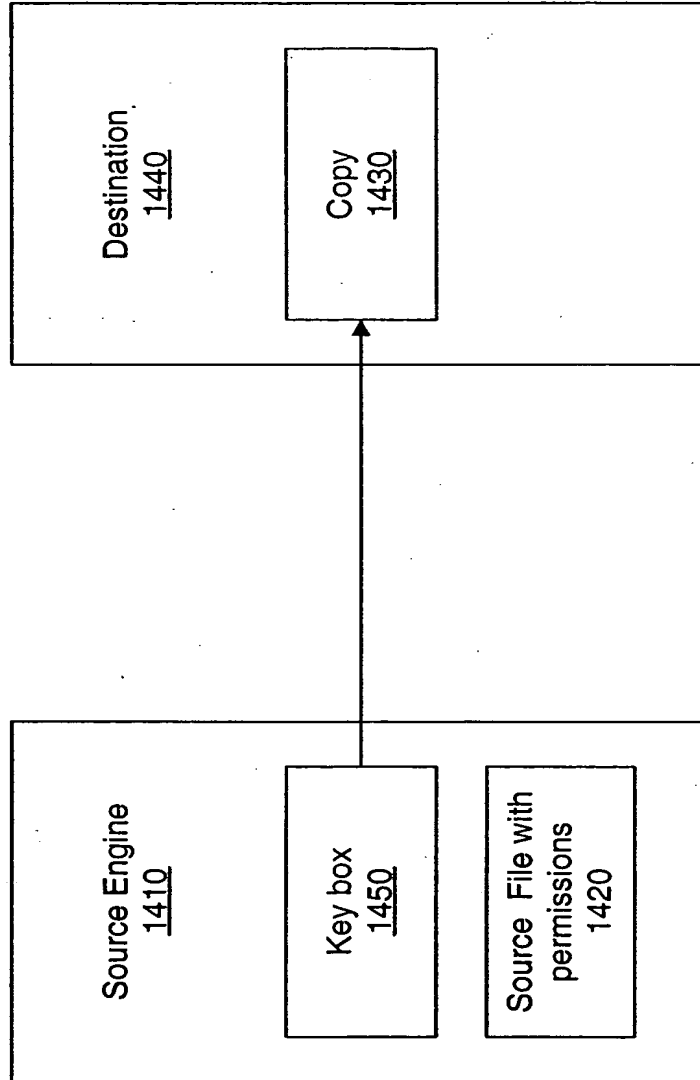 Source Engine
1410
Key box
1450
Source File with
permissions
1420
Destination
1440
Copy
1430